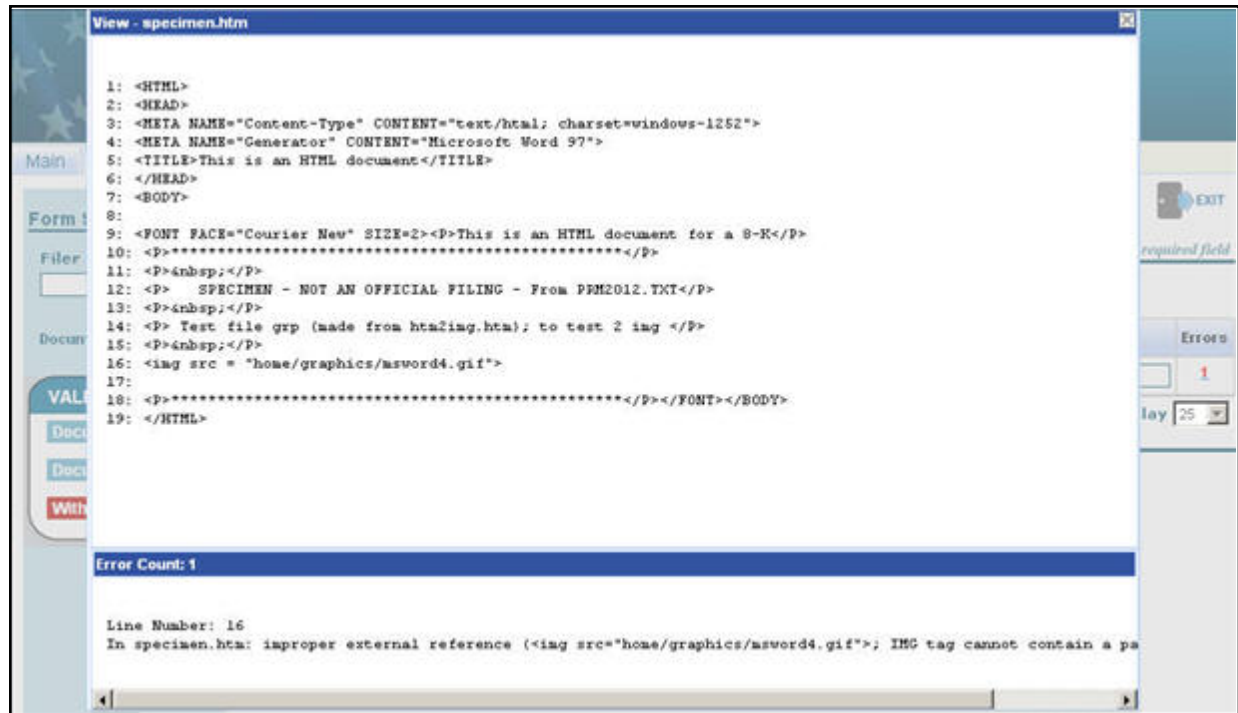 View - specimen.htm
1: <HTML>
2: <HEAD>
3: <META NAME="Content-Type" CONTENT="text/html; charset=windows-1252">
4: <META NAME="Generator" CONTENT="Microsoft Word 97">
5: <TITLE>This is an HTML document</TITLE>
6: </HEAD>
7: <BODY>
8:
9: <FONT FACE="Courier New" SIZE=2><P>This is an HTML document for a 8-K</P>
10: <P>**************************************************</P>
11: <P>&nbsp;</P>
12: <P>   SPECIMEN - NOT AN OFFICIAL FILING - From PPM2012.TXT</P>
13: <P>&nbsp;</P>
14: <P> Test file grp (made from htm2img.htm); to test 2 img </P>
15: <P>&nbsp;</P>
16: <img src = "home/graphics/msword4.gif">
17:
18: <P>**************************************************</P></FONT></BODY>
19: </HTML>
Main
EXIT
Form S
required field
Filer
Docum
Errors
1
VALI
lay 25
Docu
Docu
With
Error Count: 1
Line Number: 16
In specimen.htm: improper external reference (<img src="home/graphics/msword4.gif">; IMG tag cannot contain a pa